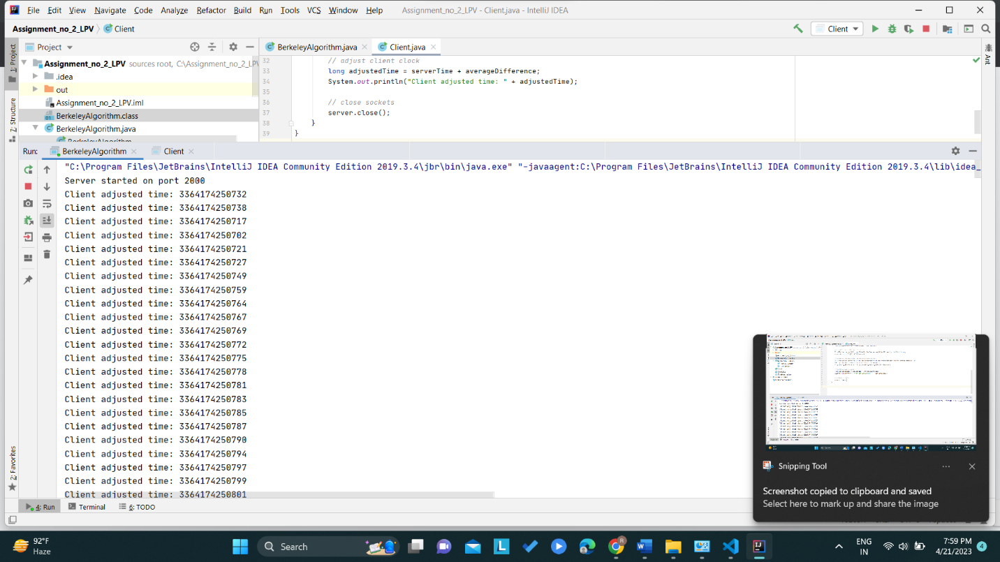 File Edit View Navigate Code Analyze Refactor Build Run Tools VCS Window Help Assignment_no_2_LPV - Client.java - IntelliJ IDEA
Assignment_no_2_LPV Client
Client
Project
BerkeleyAlgorithm.java Client.java
1: Project
Ant
Assignment_no_2_LPV sources root, C:\Assignment_no_2_LPV
.idea
out
Assignment_no_2_LPV.iml
BerkeleyAlgorithm.class
BerkeleyAlgorithm.java
BerkeleyAlgorithm
7: Structure
32 // adjust client clock
33 long adjustedTime = serverTime + averageDifference;
34 System.out.println("Client adjusted time: " + adjustedTime);
35
36 // close sockets
37 server.close();
38 }
39 }
Run: BerkeleyAlgorithm Client
"C:\Program Files\JetBrains\IntelliJ IDEA Community Edition 2019.3.4\jbr\bin\java.exe" "-javaagent:C:\Program Files\JetBrains\IntelliJ IDEA Community Edition 2019.3.4\lib\idea_
Server started on port 2000
Client adjusted time: 3364174250732
Client adjusted time: 3364174250738
Client adjusted time: 3364174250717
Client adjusted time: 3364174250702
Client adjusted time: 3364174250721
Client adjusted time: 3364174250727
Client adjusted time: 3364174250749
Client adjusted time: 3364174250759
Client adjusted time: 3364174250764
Client adjusted time: 3364174250767
Client adjusted time: 3364174250769
Client adjusted time: 3364174250772
Client adjusted time: 3364174250775
Client adjusted time: 3364174250778
Client adjusted time: 3364174250781
Client adjusted time: 3364174250783
Client adjusted time: 3364174250785
Client adjusted time: 3364174250787
Client adjusted time: 3364174250790
Client adjusted time: 3364174250794
Client adjusted time: 3364174250797
Client adjusted time: 3364174250799
Client adjusted time: 3364174250801
2: Favorites
Snipping Tool
Screenshot copied to clipboard and saved
Select here to mark up and share the image
4: Run Terminal 6: TODO
92°F
Haze
Search
ENG
IN
7:59 PM
4/21/2023
4